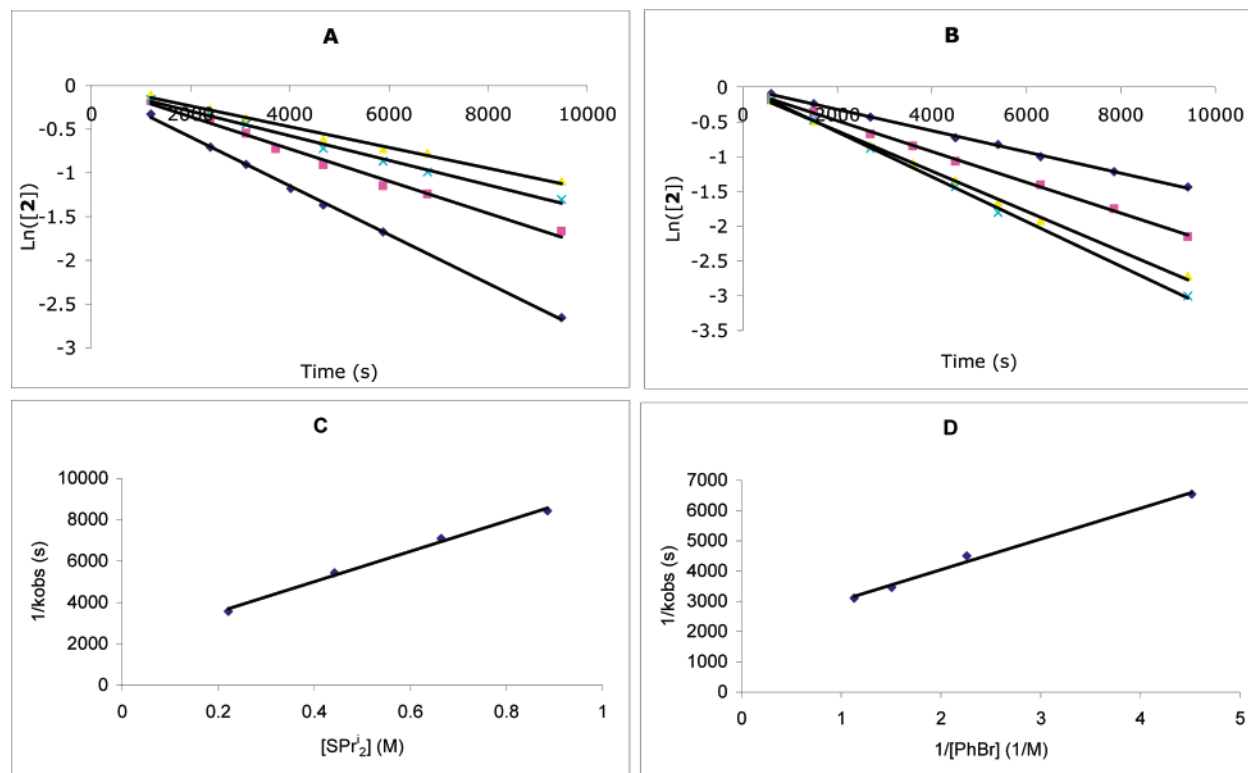 A
0
0 2000 4000 6000 8000 10000
-0.5
-1
-1.5
-2
-2.5
-3
Ln([2])
Time (s)
B
0
0 2000 4000 6000 8000 10000
-0.5
-1
-1.5
-2
-2.5
-3
-3.5
Ln([2])
Time (s)
C
10000
8000
6000
4000
2000
0
1/kobs (s)
0 0.2 0.4 0.6 0.8 1
[SPrⁱ₂] (M)
D
7000
6000
5000
4000
3000
2000
1000
0
1/kobs (s)
0 1 2 3 4 5
1/[PhBr] (1/M)